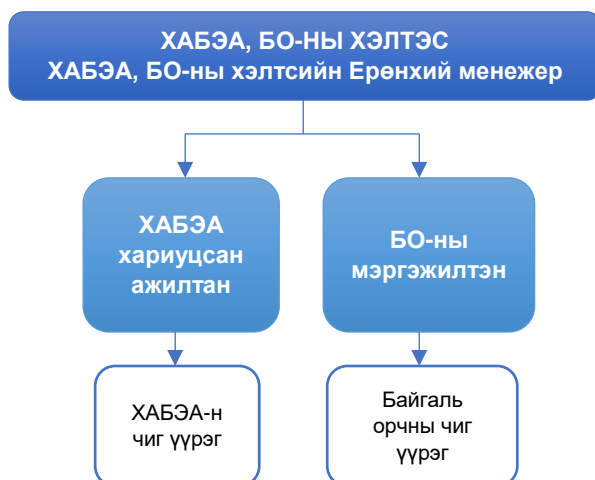 ХАБЭА, БО-НЫ ХЭЛТЭС
ХАБЭА, БО-ны хэлтсийн Ерөнхий менежер
ХАБЭА
хариуцсан
ажилтан
БО-ны
мэргэжилтэн
ХАБЭА-н
чиг үүрэг
Байгаль
орчны чиг
үүрэг